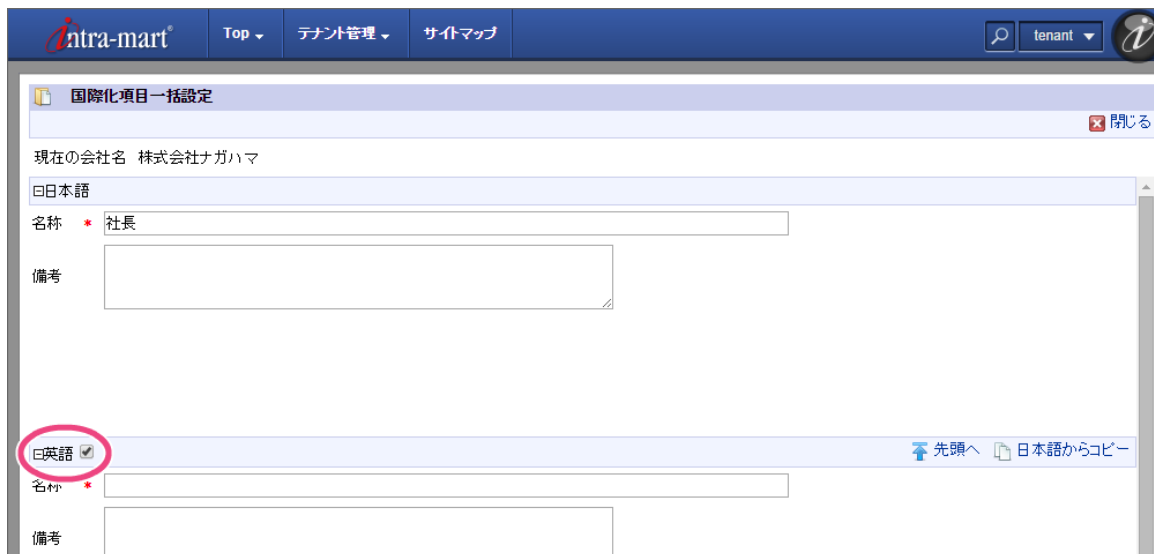 intra-mart® Top テナント管理 サイトマップ tenant
国際化項目一括設定
閉じる
現在の会社名 株式会社ナガハマ
日本語
名称 * 社長
備考
英語 先頭へ 日本語からコピー
名称 *
備考